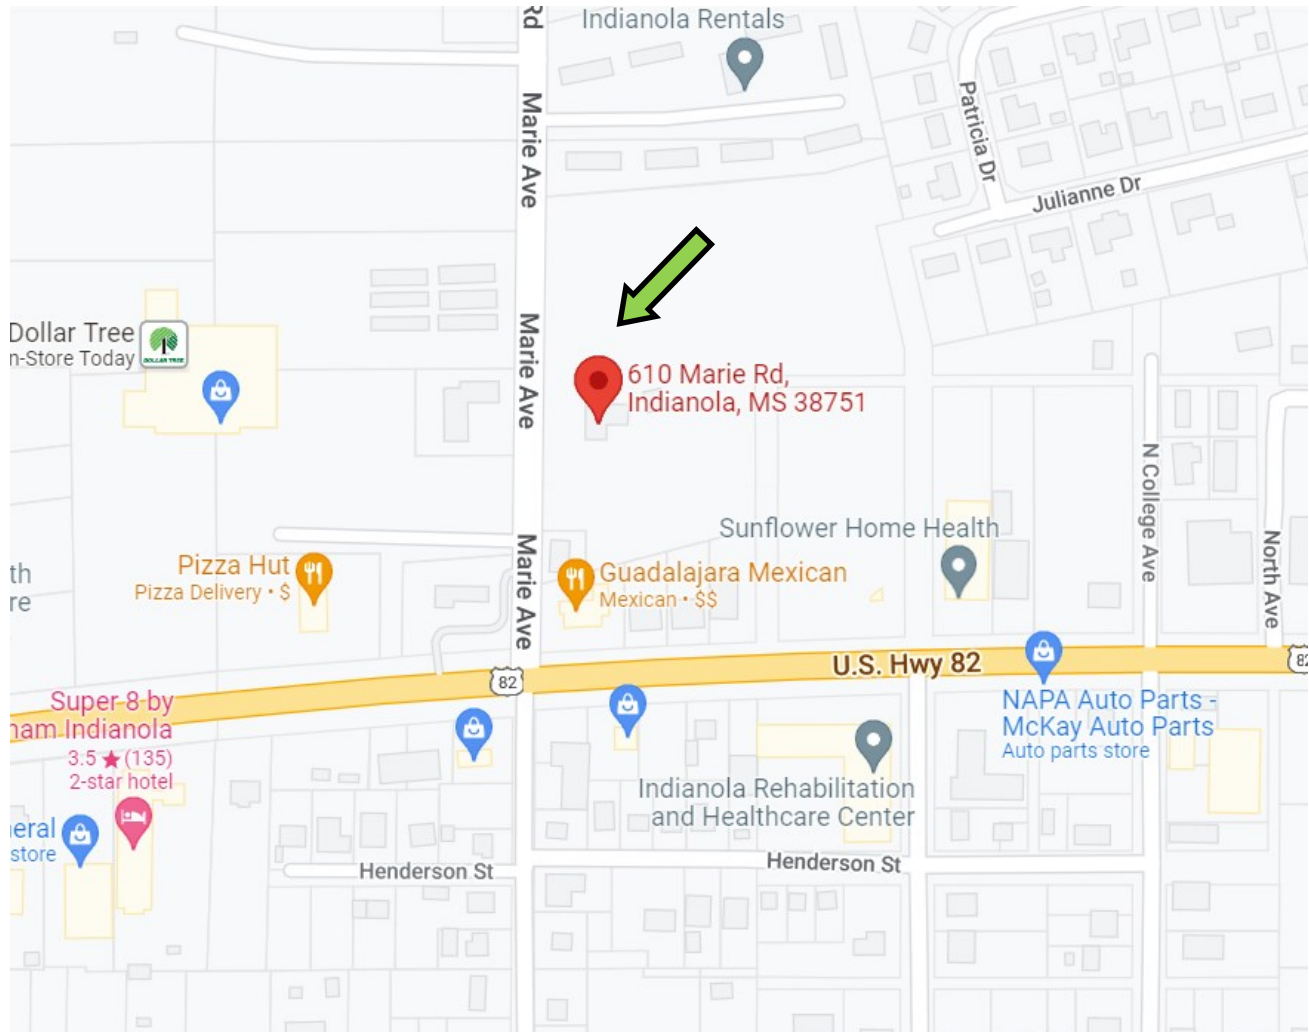 Rd
Indianola Rentals
Marie Ave
Patricia Dr
Julianne Dr
Dollar Tree
n-Store Today
DOLLAR TREE
Marie Ave
610 Marie Rd,
Indianola, MS 38751
N College Ave
North Ave
Sunflower Home Health
Marie Ave
Pizza Hut
Pizza Delivery • $
Guadalajara Mexican
Mexican • $$
th
re
U.S. Hwy 82
82
82
Super 8 by
ham Indianola
3.5 ★ (135)
2-star hotel
NAPA Auto Parts -
McKay Auto Parts
Auto parts store
Indianola Rehabilitation
and Healthcare Center
eral
store
Henderson St
Henderson St